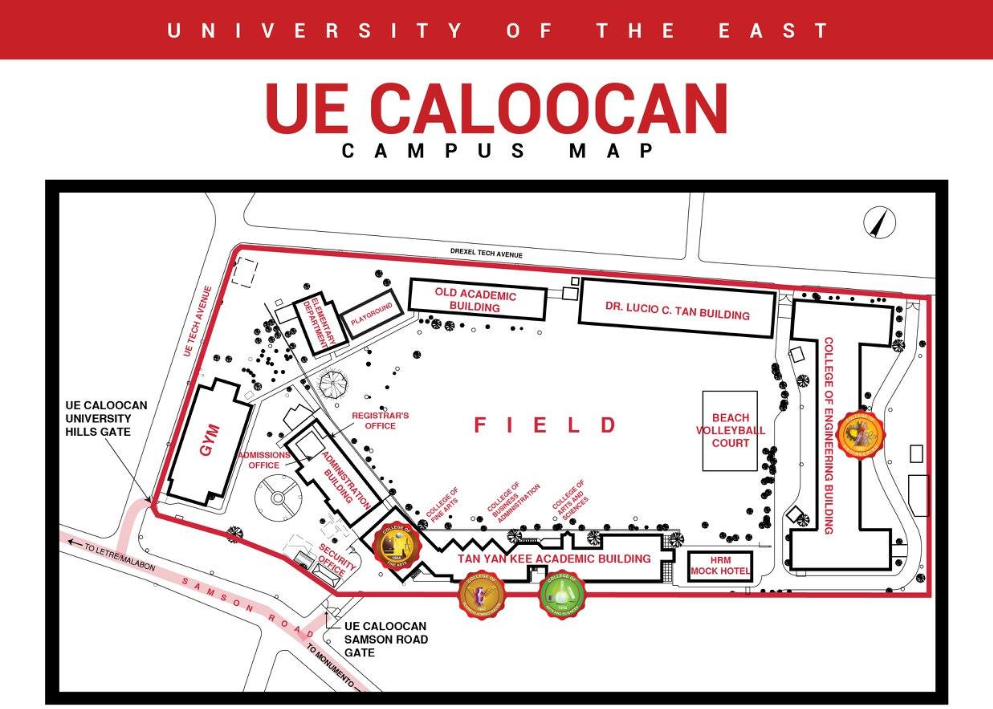 UNIVERSITY OF THE EAST
UE CALOOCAN
CAMPUS MAP
DREXEL TECH AVENUE
UE TECH AVENUE
ELEMENTARY
DEPARTMENT
PLAYGROUND
OLD ACADEMIC
BUILDING
DR. LUCIO C. TAN BUILDING
COLLEGE OF ENGINEERING BUILDING
UE CALOOCAN
UNIVERSITY
HILLS GATE
GYM
REGISTRAR'S
OFFICE
ADMISSIONS
OFFICE
ADMINISTRATION
BUILDING
FIELD
BEACH
VOLLEYBALL
COURT
COLLEGE OF
FINE ARTS
COLLEGE OF
BUSINESS
ADMINISTRATION
COLLEGE OF
ARTS AND
SCIENCES
SECURITY
OFFICE
TAN YAN KEE ACADEMIC BUILDING
HRM
MOCK HOTEL
TO LETRE/MALABON
SAMSON ROAD
UE CALOOCAN
SAMSON ROAD
GATE
TO MONUMENTO